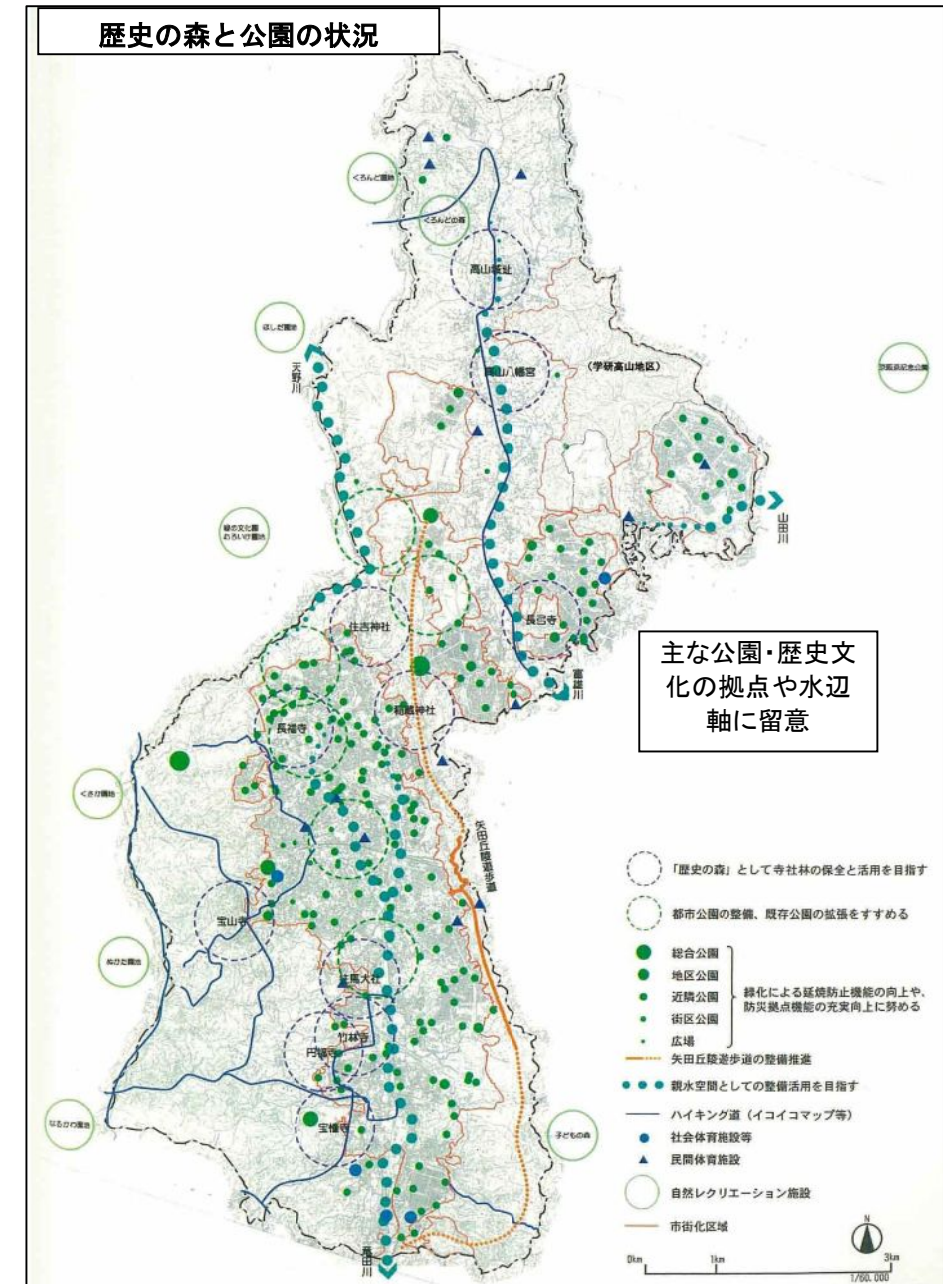 歴史の森と公園の状況
くろんど園地
くろんどの森
高山城址
ほしだ園地
天野川
高山八幡宮
(学研高山地区)
山田川
緑の文化園
むろいけ園地
住吉神社
長弓寺
富雄川
稲蔵神社
長福寺
主な公園・歴史文
化の拠点や水辺
軸に留意
くさか園地
矢田丘陵遊歩道
宝山寺
ぬかた園地
生駒大社
竹林寺
円福寺
宝幢寺
なるかわ園地
子どもの森
竜田川
「歴史の森」として寺社林の保全と活用を目指す
都市公園の整備、既存公園の拡張をすすめる
総合公園
地区公園
近隣公園
街区公園
広場
緑化による延焼防止機能の向上や、
防災拠点機能の充実向上に努める
矢田丘陵遊歩道の整備推進
親水空間としての整備活用を目指す
ハイキング道(イコイコマップ等)
社会体育施設等
民間体育施設
自然レクリエーション施設
市街化区域
N
0km
1km
3km
1/60.000